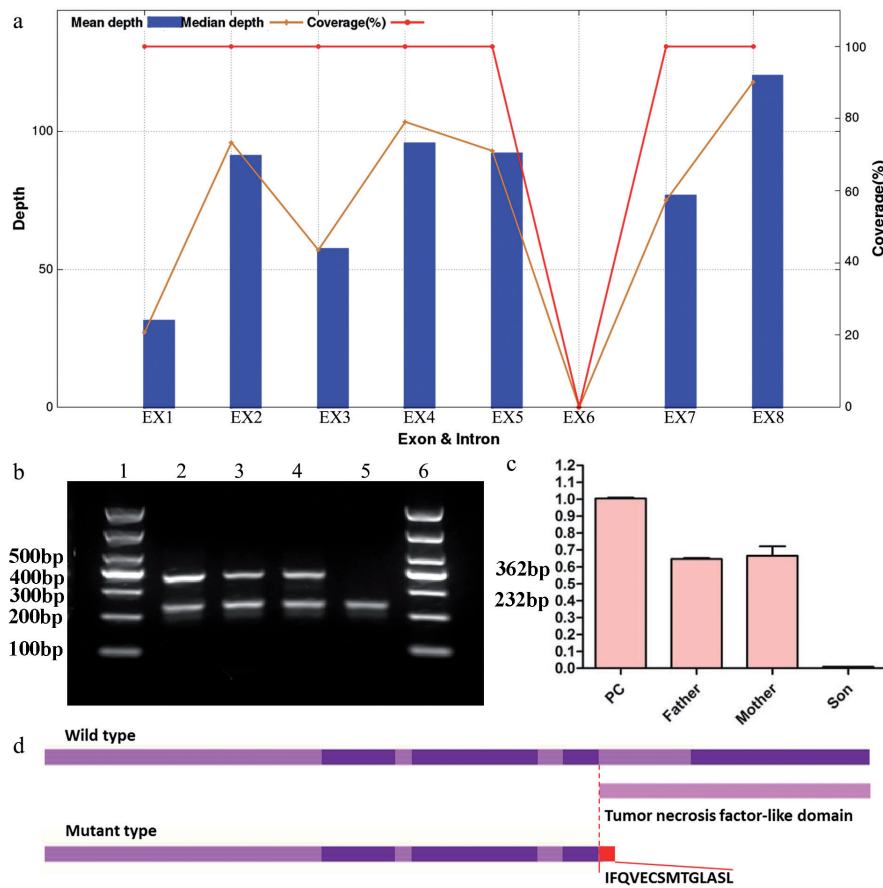 a
Mean depth Median depth Coverage(%)
100
50
0
Depth
100
80
60
40
20
0
Coverage(%)
EX1 EX2 EX3 EX4 EX5 EX6 EX7 EX8
Exon & Intron
b
1 2 3 4 5 6
500bp
400bp
300bp
200bp
100bp
362bp
232bp
c
1.2
1.1
1.0
0.9
0.8
0.7
0.6
0.5
0.4
0.3
0.2
0.1
0.0
PC Father Mother Son
d
Wild type
Tumor necrosis factor-like domain
Mutant type
IFQVECSMTGLASL